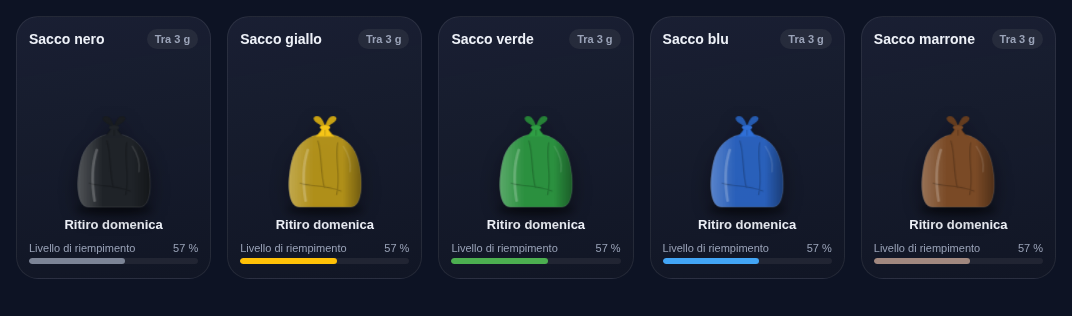 Sacco nero
Tra 3 g
Ritiro domenica
Livello di riempimento 57 %
Sacco giallo
Tra 3 g
Ritiro domenica
Livello di riempimento 57 %
Sacco verde
Tra 3 g
Ritiro domenica
Livello di riempimento 57 %
Sacco blu
Tra 3 g
Ritiro domenica
Livello di riempimento 57 %
Sacco marrone
Tra 3 g
Ritiro domenica
Livello di riempimento 57 %